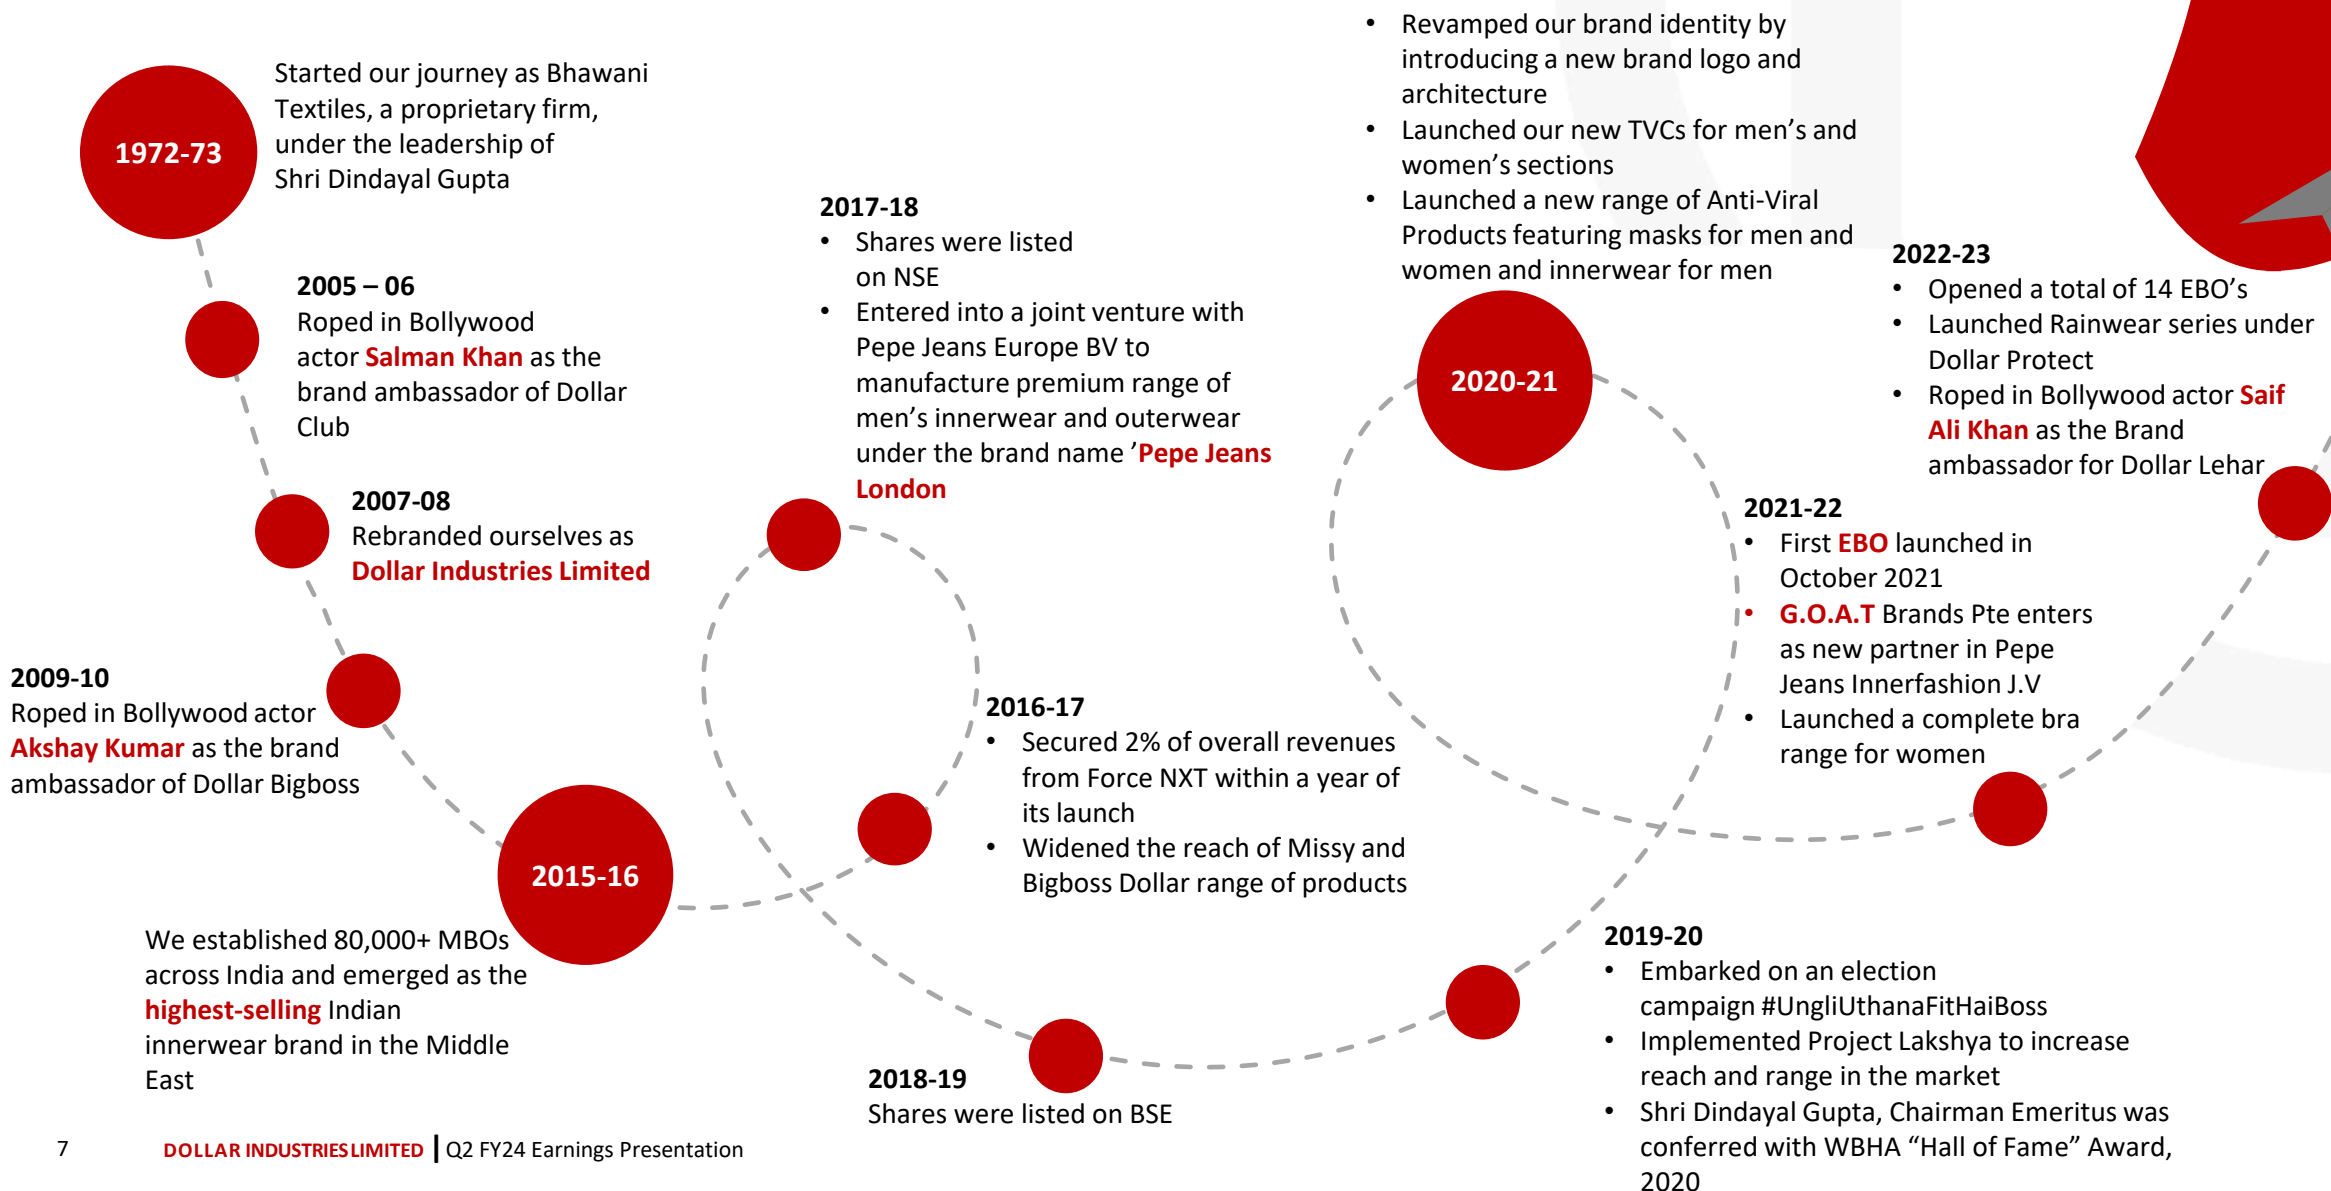 1972-73
Started our journey as Bhawani
Textiles, a proprietary firm,
under the leadership of
Shri Dindayal Gupta
2005 – 06
Roped in Bollywood
actor Salman Khan as the
brand ambassador of Dollar
Club
2007-08
Rebranded ourselves as
Dollar Industries Limited
2009-10
Roped in Bollywood actor
Akshay Kumar as the brand
ambassador of Dollar Bigboss
2015-16
We established 80,000+ MBOs
across India and emerged as the
highest-selling Indian
innerwear brand in the Middle
East
2016-17
• Secured 2% of overall revenues
from Force NXT within a year of
its launch
• Widened the reach of Missy and
Bigboss Dollar range of products
2017-18
• Shares were listed
on NSE
• Entered into a joint venture with
Pepe Jeans Europe BV to
manufacture premium range of
men’s innerwear and outerwear
under the brand name ’Pepe Jeans
London
2018-19
Shares were listed on BSE
2019-20
• Embarked on an election
campaign #UngliUthanaFitHaiBoss
• Implemented Project Lakshya to increase
reach and range in the market
• Shri Dindayal Gupta, Chairman Emeritus was
conferred with WBHA “Hall of Fame” Award,
2020
2020-21
• Revamped our brand identity by
introducing a new brand logo and
architecture
• Launched our new TVCs for men’s and
women’s sections
• Launched a new range of Anti-Viral
Products featuring masks for men and
women and innerwear for men
2021-22
• First EBO launched in
October 2021
• G.O.A.T Brands Pte enters
as new partner in Pepe
Jeans Innerfashion J.V
• Launched a complete bra
range for women
2022-23
• Opened a total of 14 EBO’s
• Launched Rainwear series under
Dollar Protect
• Roped in Bollywood actor Saif
Ali Khan as the Brand
ambassador for Dollar Lehar
7 DOLLAR INDUSTRIES LIMITED | Q2 FY24 Earnings Presentation